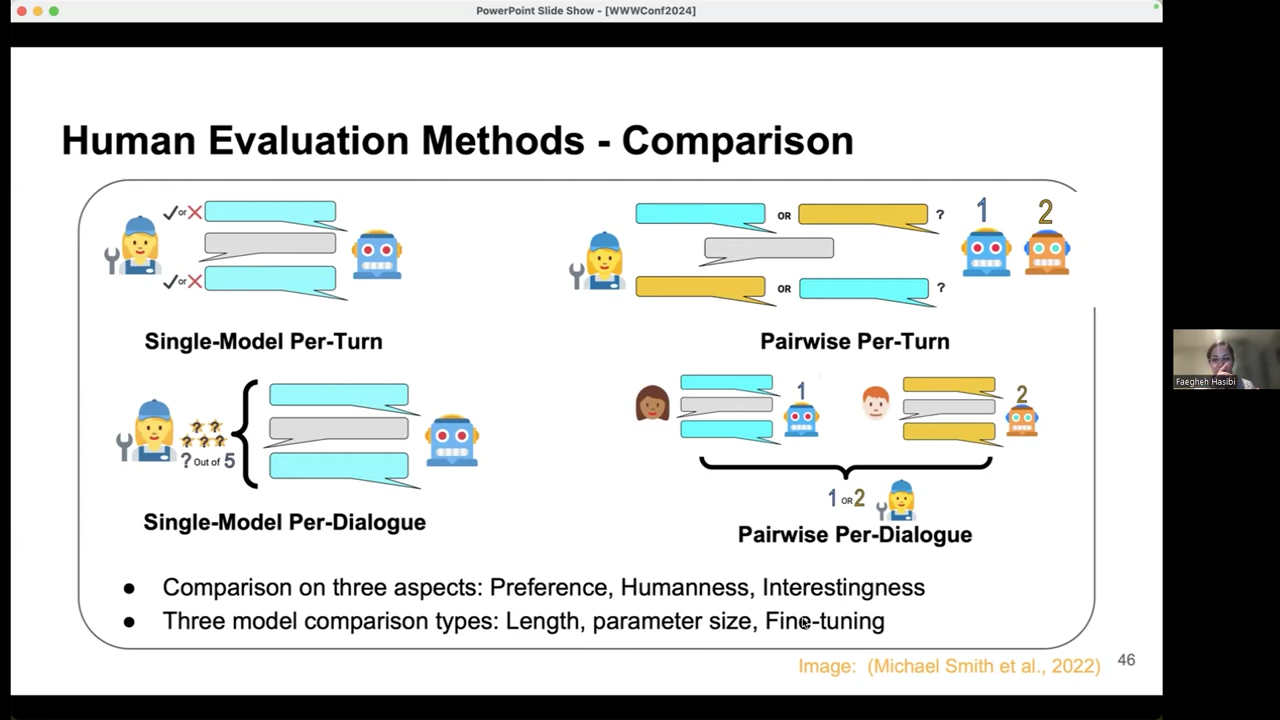 PowerPoint Slide Show - [WWWConf2024]
Human Evaluation Methods - Comparison
or
or
Single-Model Per-Turn
OR ? 1 2
OR ?
Pairwise Per-Turn
? Out of 5
Single-Model Per-Dialogue
1 2
1 OR 2
Pairwise Per-Dialogue
● Comparison on three aspects: Preference, Humanness, Interestingness
● Three model comparison types: Length, parameter size, Fine-tuning
Image: (Michael Smith et al., 2022) 46
Faegheh Hasibi